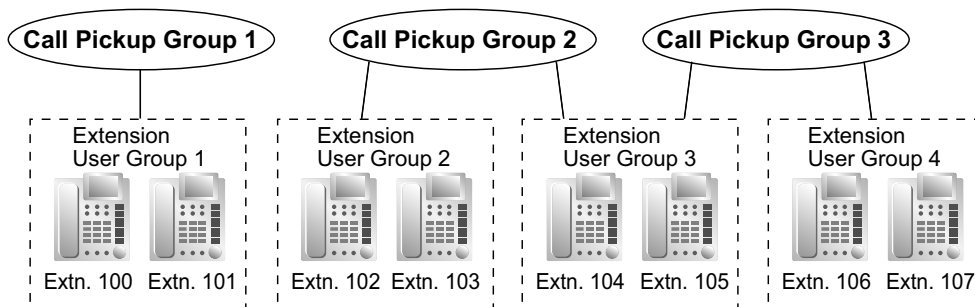 Call Pickup Group 1
Call Pickup Group 2
Call Pickup Group 3
Extension
User Group 1
Extension
User Group 2
Extension
User Group 3
Extension
User Group 4
Extn. 100
Extn. 101
Extn. 102
Extn. 103
Extn. 104
Extn. 105
Extn. 106
Extn. 107